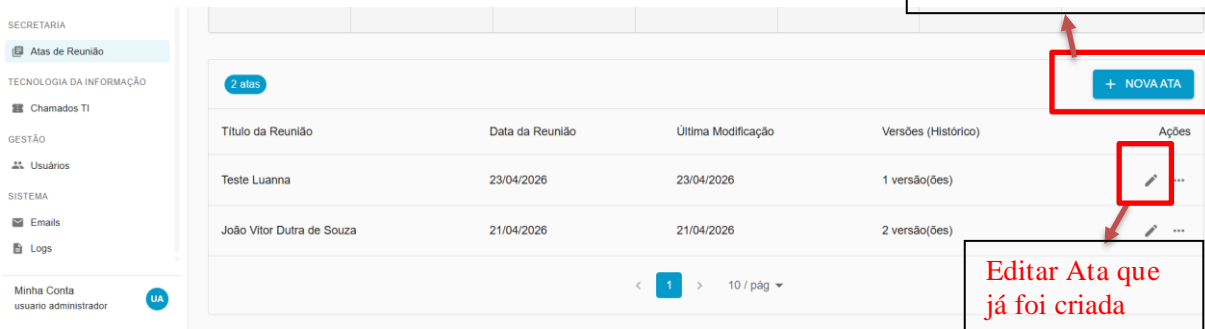 SECRETARIA
Atas de Reunião
TECNOLOGIA DA INFORMAÇÃO
Chamados TI
GESTÃO
Usuários
SISTEMA
Emails
Logs
Minha Conta
usuario administrador
UA
2 atas
+ NOVA ATA
Título da Reunião Data da Reunião Última Modificação Versões (Histórico) Ações
Teste Luanna 23/04/2026 23/04/2026 1 versão(ões)
João Vitor Dutra de Souza 21/04/2026 21/04/2026 2 versão(ões)
< 1 > 10 / pág
Editar Ata que
já foi criada